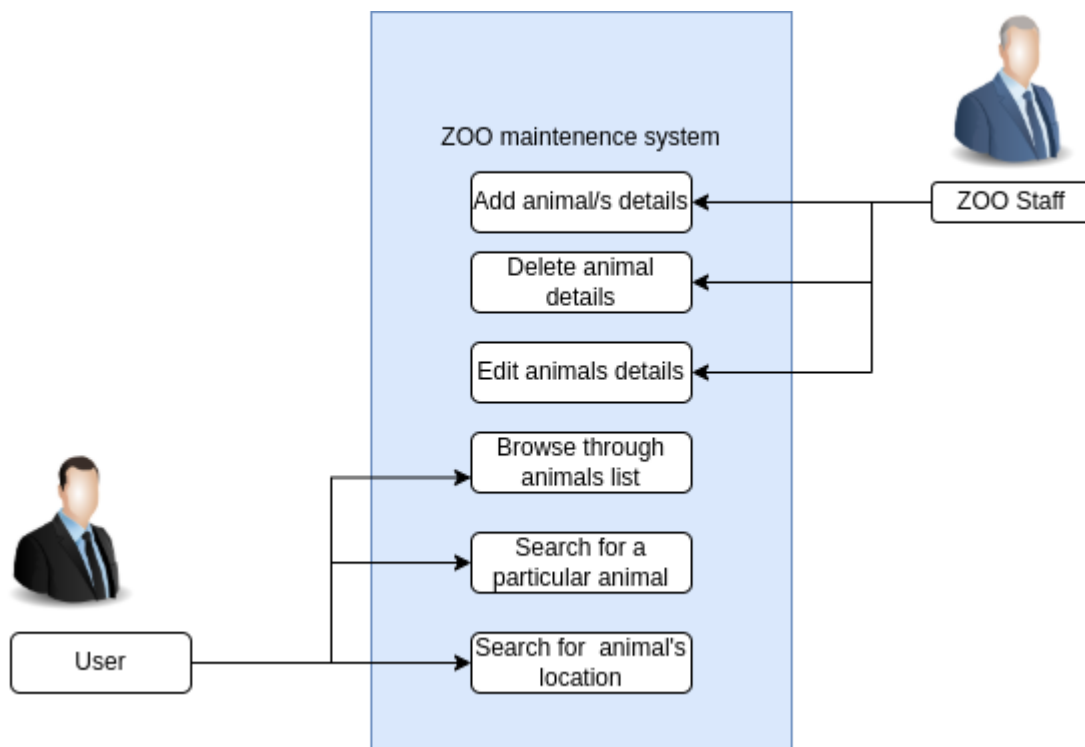 ZOO maintenence system
Add animal/s details
ZOO Staff
Delete animal
details
Edit animals details
Browse through
animals list
Search for a
particular animal
User
Search for  animal's
location